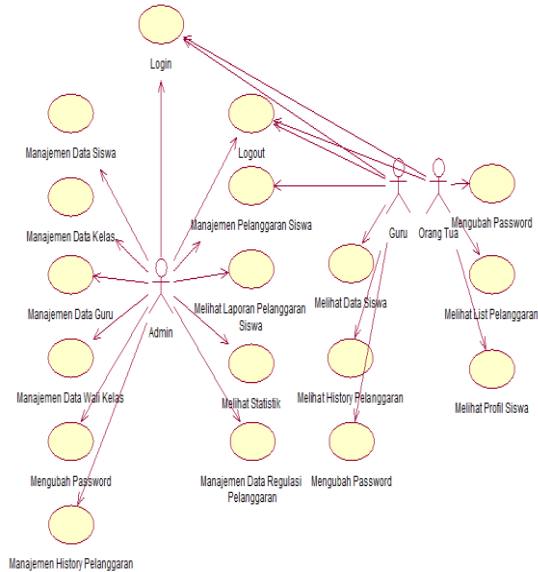 Login
Manajemen Data Siswa
Logout
Manajemen Data Kelas
Manajemen Pelanggaran Siswa
Guru
Orang Tua
Mengubah Password
Manajemen Data Guru
Admin
Melihat Laporan Pelanggaran
Siswa
Melihat Data Siswa
Melihat List Pelanggaran
Manajemen Data Wali Kelas
Melihat Statistik
Melihat History Pelanggaran
Melihat Profil Siswa
Mengubah Password
Manajemen Data Regulasi
Pelanggaran
Mengubah Password
Manajemen History Pelanggaran